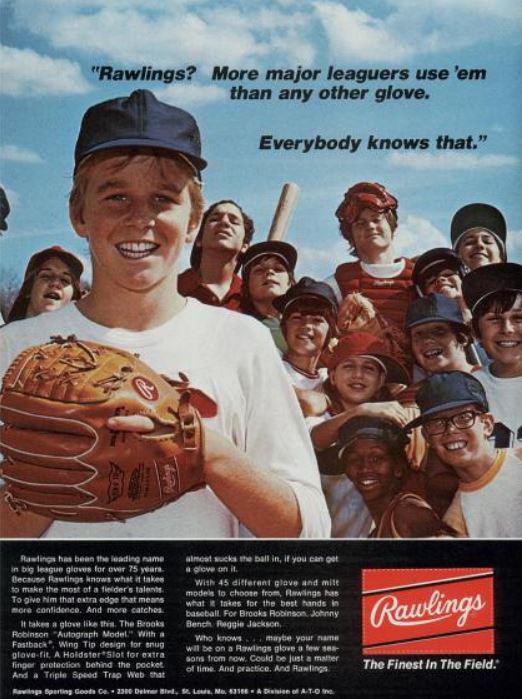 "Rawlings? More major leaguers use 'em
than any other glove.
Everybody knows that."
Rawlings has been the leading name
in big league gloves for over 75 years.
Because Rawlings knows what it takes
to make the most of a fielder's talents.
To give him that extra edge that means
more confidence. And more catches.
It takes a glove like this. The Brooks
Robinson "Autograph Model." With a
Fastback®, Wing Tip design for snug
glove-fit. A Holdster® Slot for extra
finger protection behind the pocket.
And a Triple Speed Trap Web that
almost sucks the ball in, if you can get
a glove on it.
With 45 different glove and mitt
models to choose from, Rawlings has
what it takes for the best hands in
baseball. For Brooks Robinson. Johnny
Bench. Reggie Jackson.
Who knows . . . maybe your name
will be on a Rawlings glove a few sea-
sons from now. Could be just a matter
of time. And practice. And Rawlings.
Rawlings
The Finest In The Field.®
Rawlings Sporting Goods Co. • 2300 Delmar Blvd., St. Louis, Mo. 63166 • A Division of A-T-O Inc.
R
Rawlings